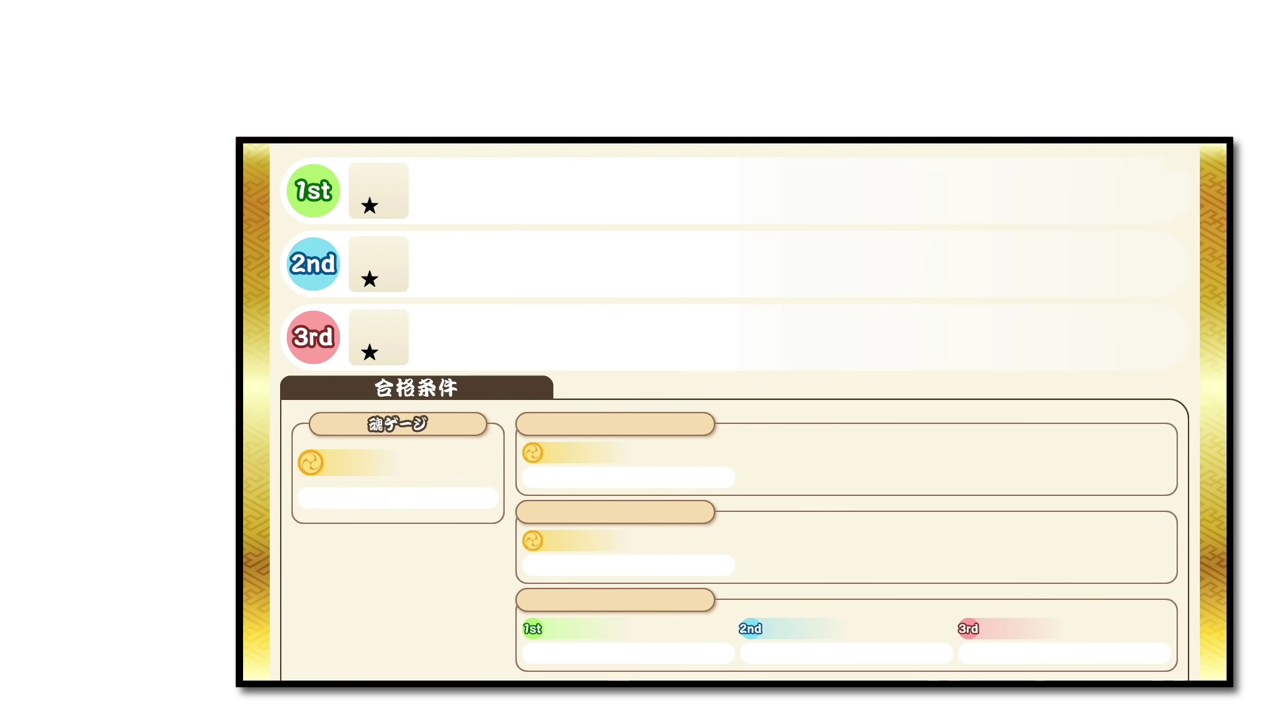 1st ★
2nd ★
3rd ★
合格条件
魂ゲージ
1st 2nd 3rd